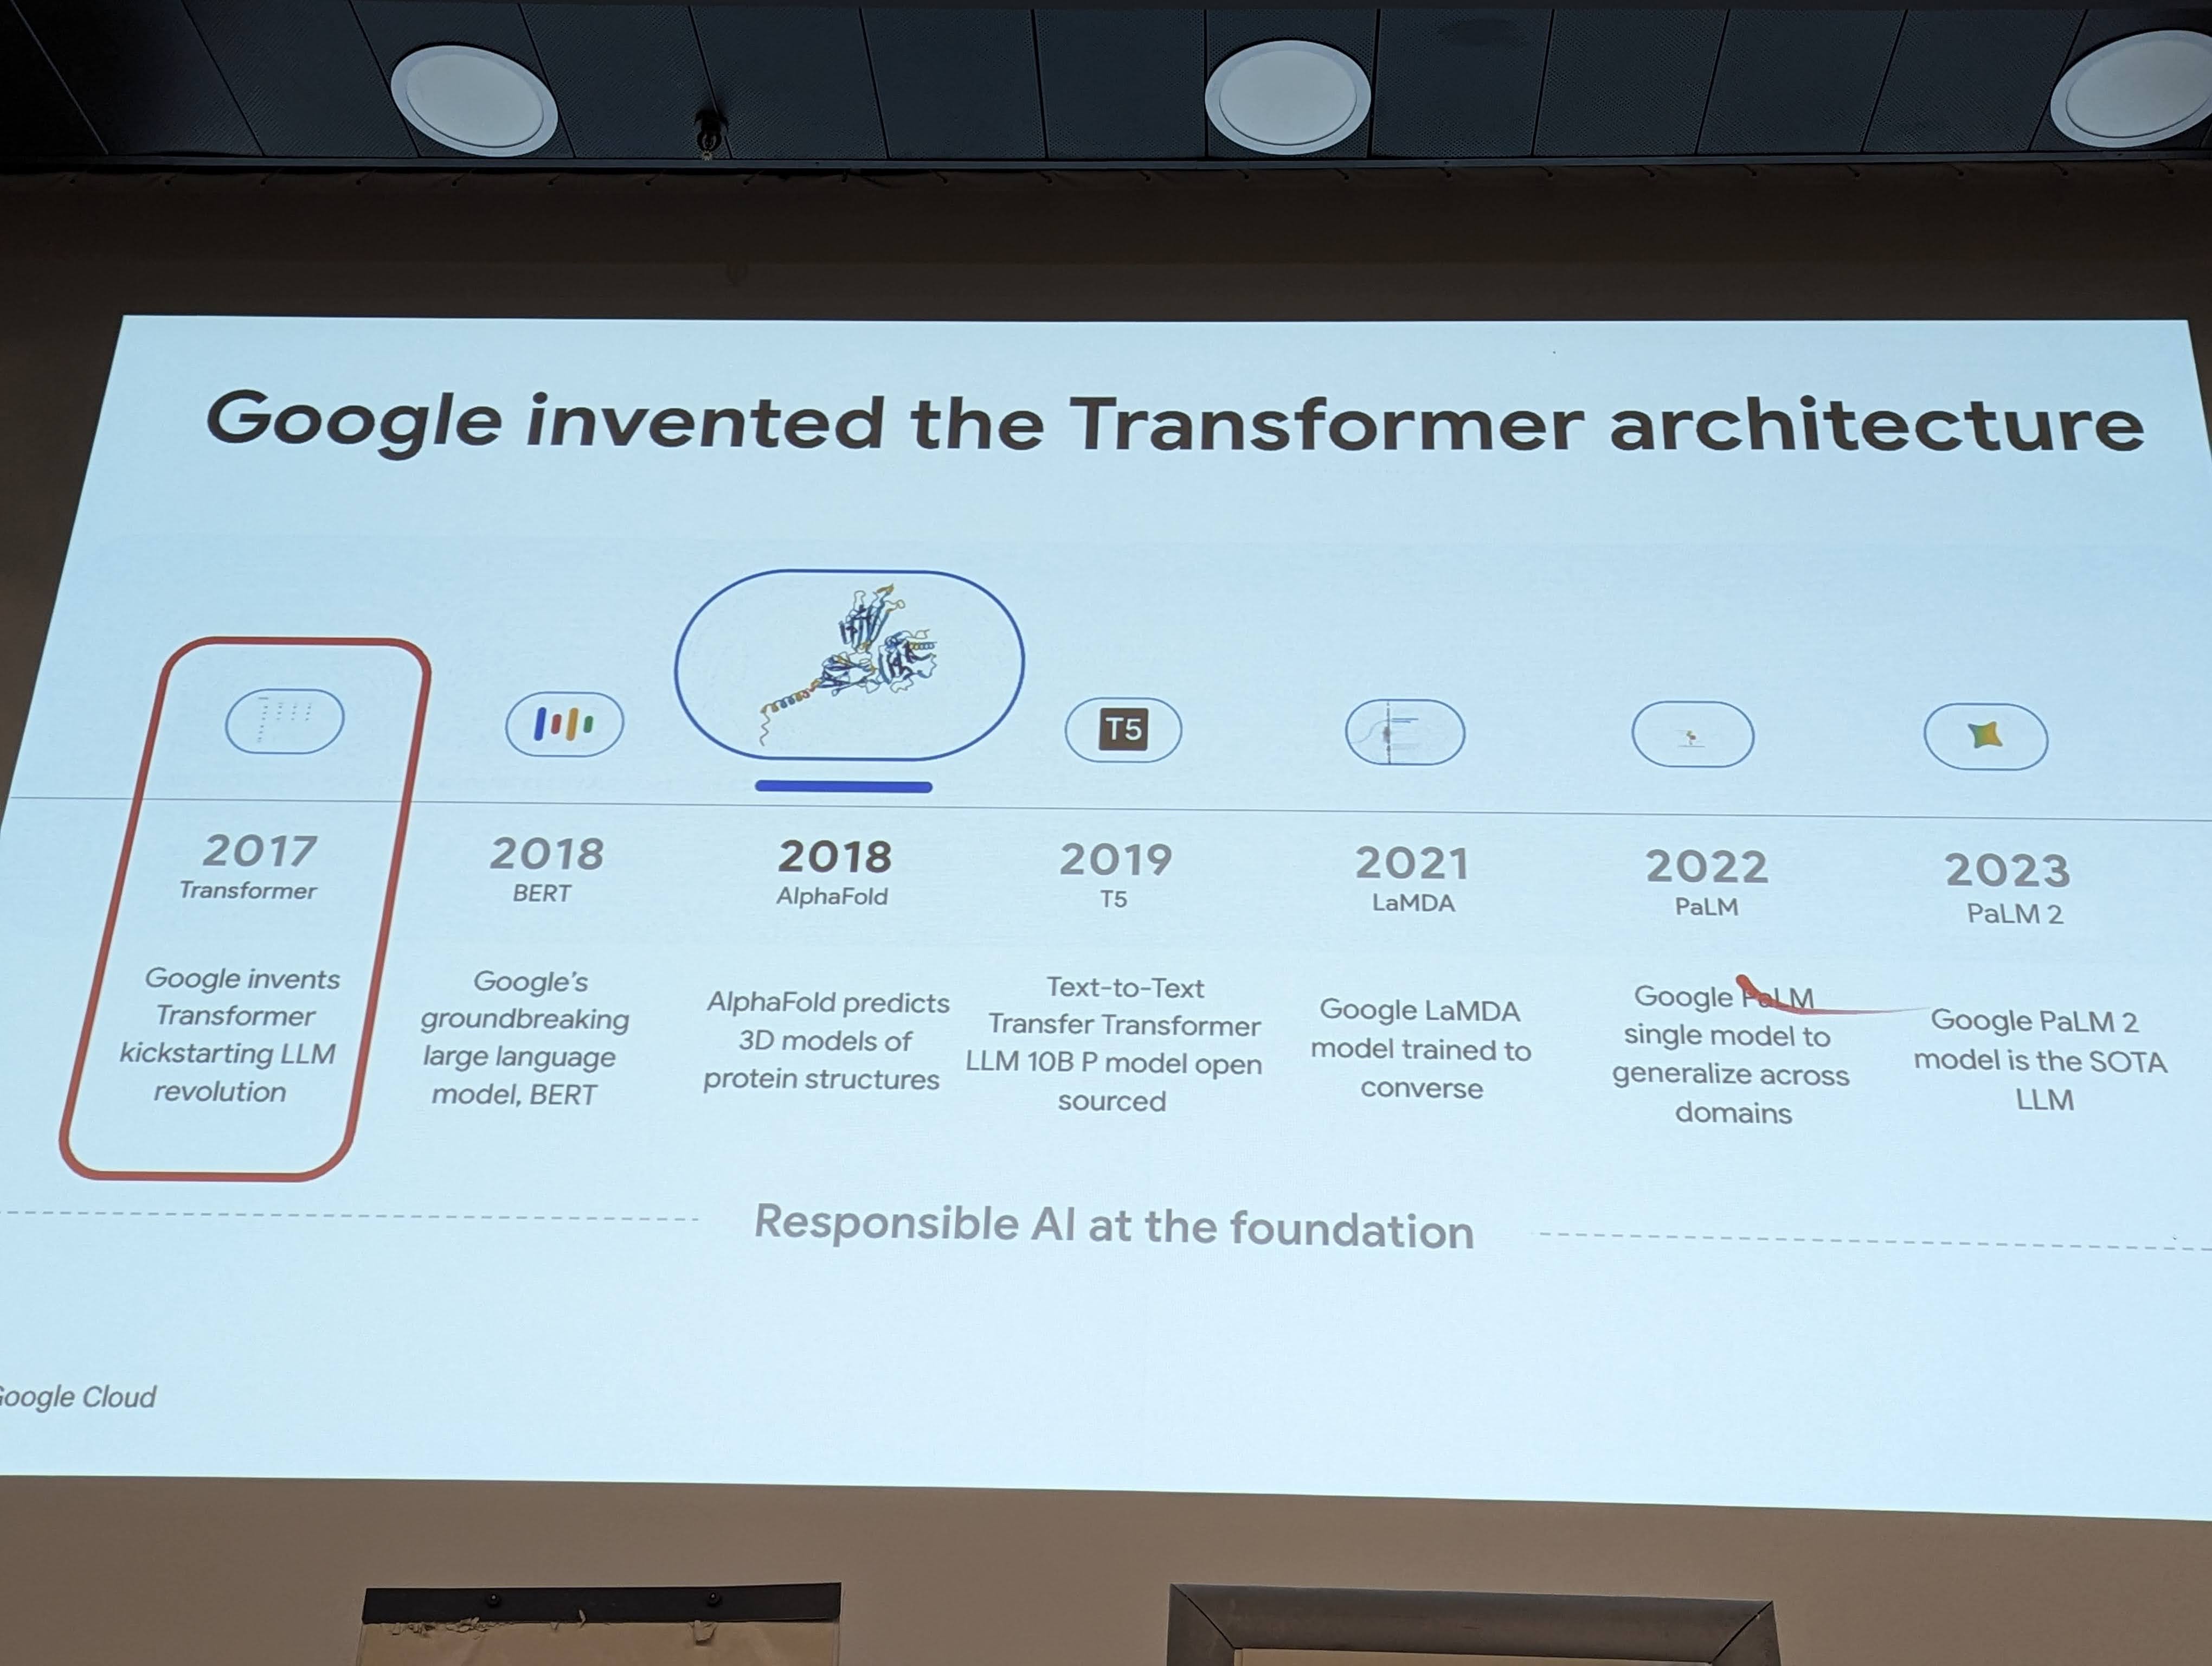 Google invented the Transformer architecture
T5
2017
Transformer
Google invents
Transformer
kickstarting LLM
revolution
2018
BERT
Google's
groundbreaking
large language
model, BERT
2018
AlphaFold
AlphaFold predicts
3D models of
protein structures
2019
T5
Text-to-Text
Transfer Transformer
LLM 10B P model open
sourced
2021
LaMDA
Google LaMDA
model trained to
converse
2022
PaLM
Google PaLM
single model to
generalize across
domains
2023
PaLM 2
Google PaLM 2
model is the SOTA
LLM
Responsible AI at the foundation
Google Cloud